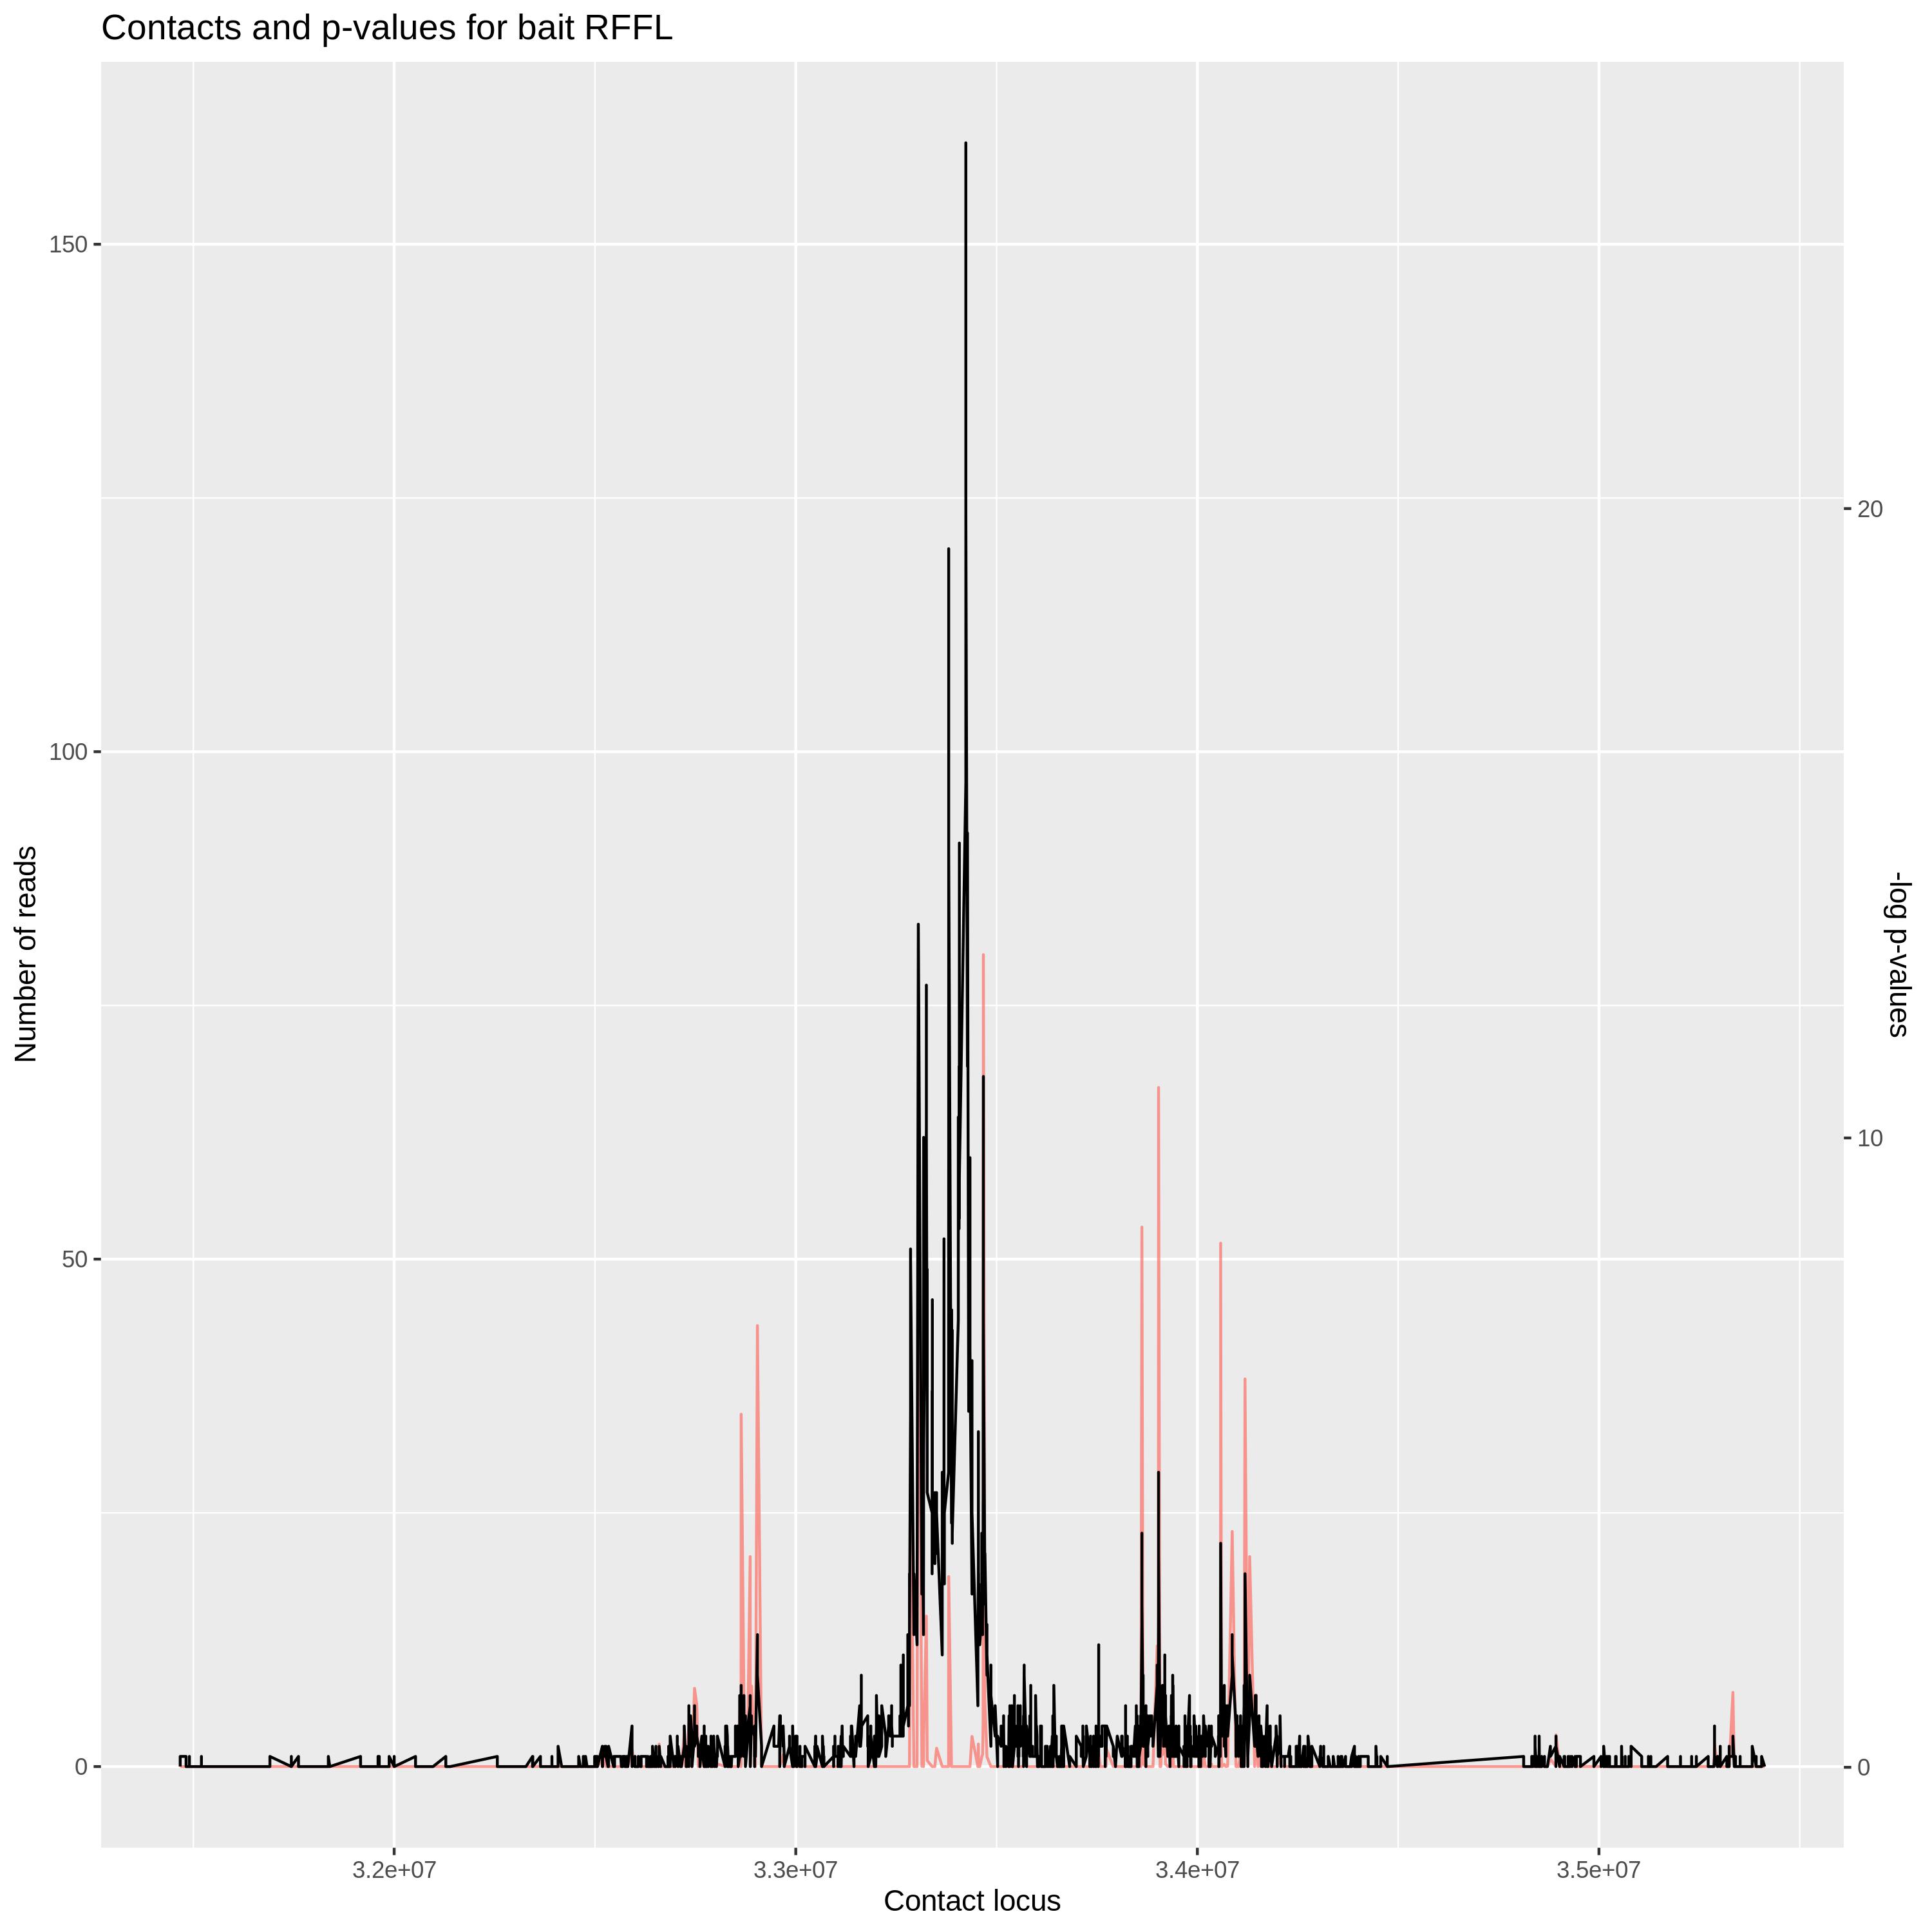 Contacts and p-values for bait RFFL
150
100
50
0
Number of reads
20
10
0
-log p-values
3.2e+07
3.3e+07
3.4e+07
3.5e+07
Contact locus